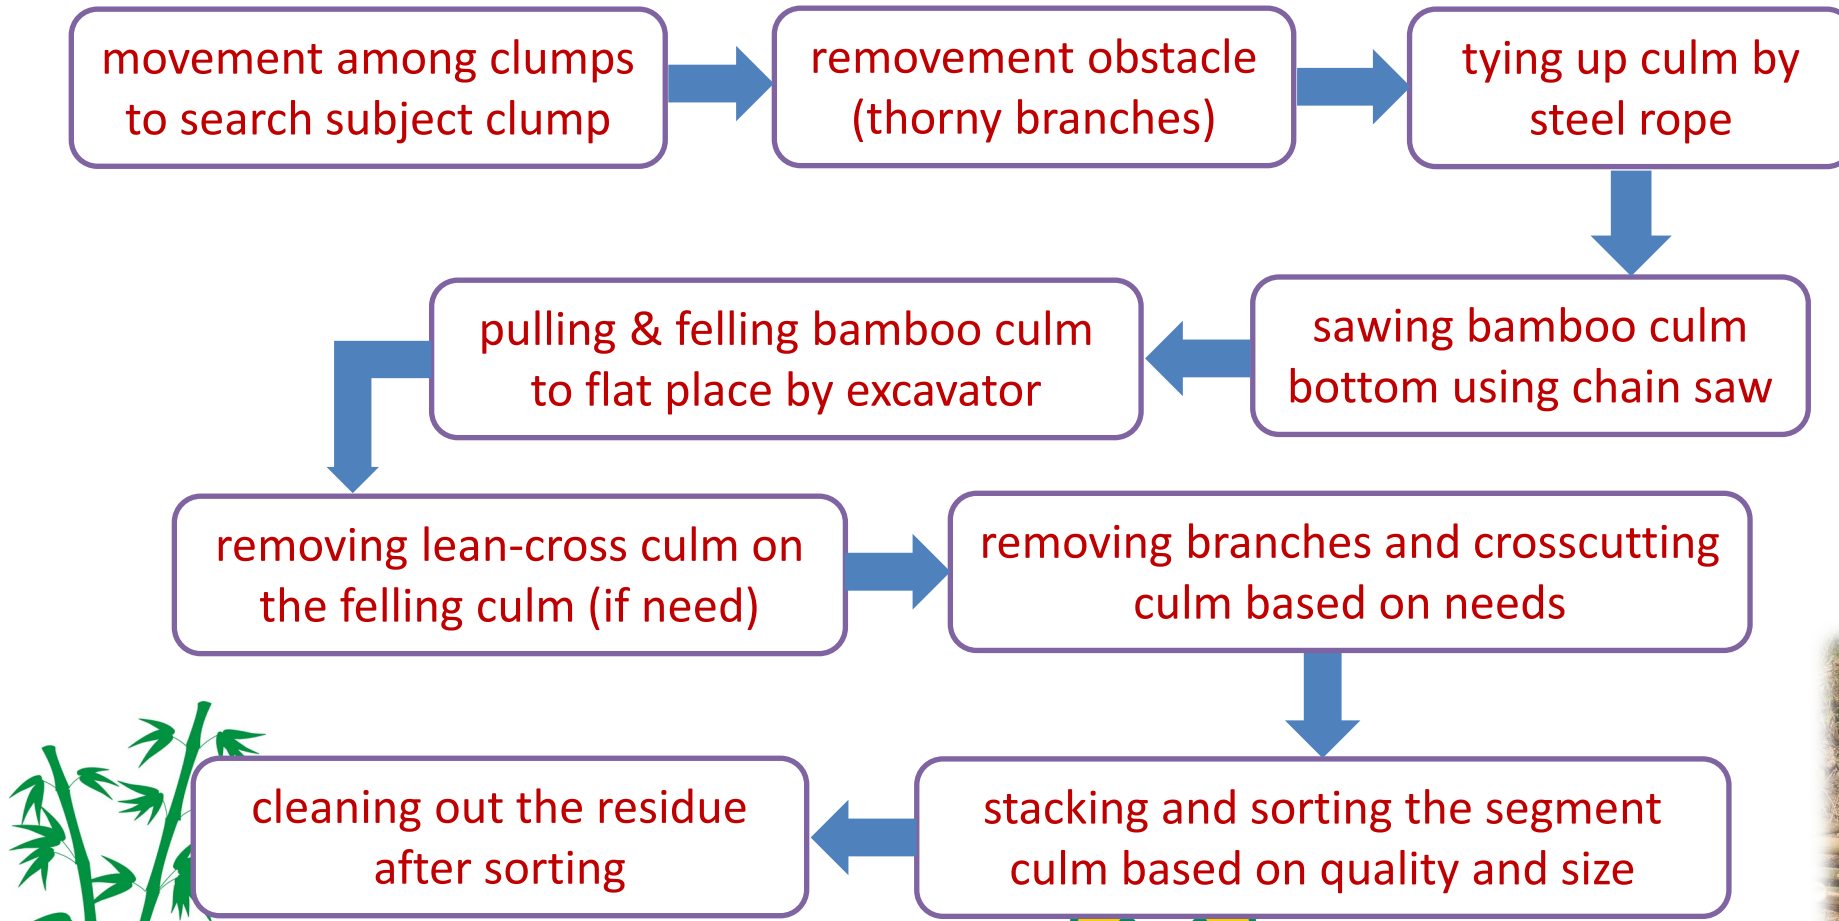 movement among clumps
to search subject clump
removement obstacle
(thorny branches)
tying up culm by
steel rope
sawing bamboo culm
bottom using chain saw
pulling & felling bamboo culm
to flat place by excavator
removing lean-cross culm on
the felling culm (if need)
removing branches and crosscutting
culm based on needs
stacking and sorting the segment
culm based on quality and size
cleaning out the residue
after sorting